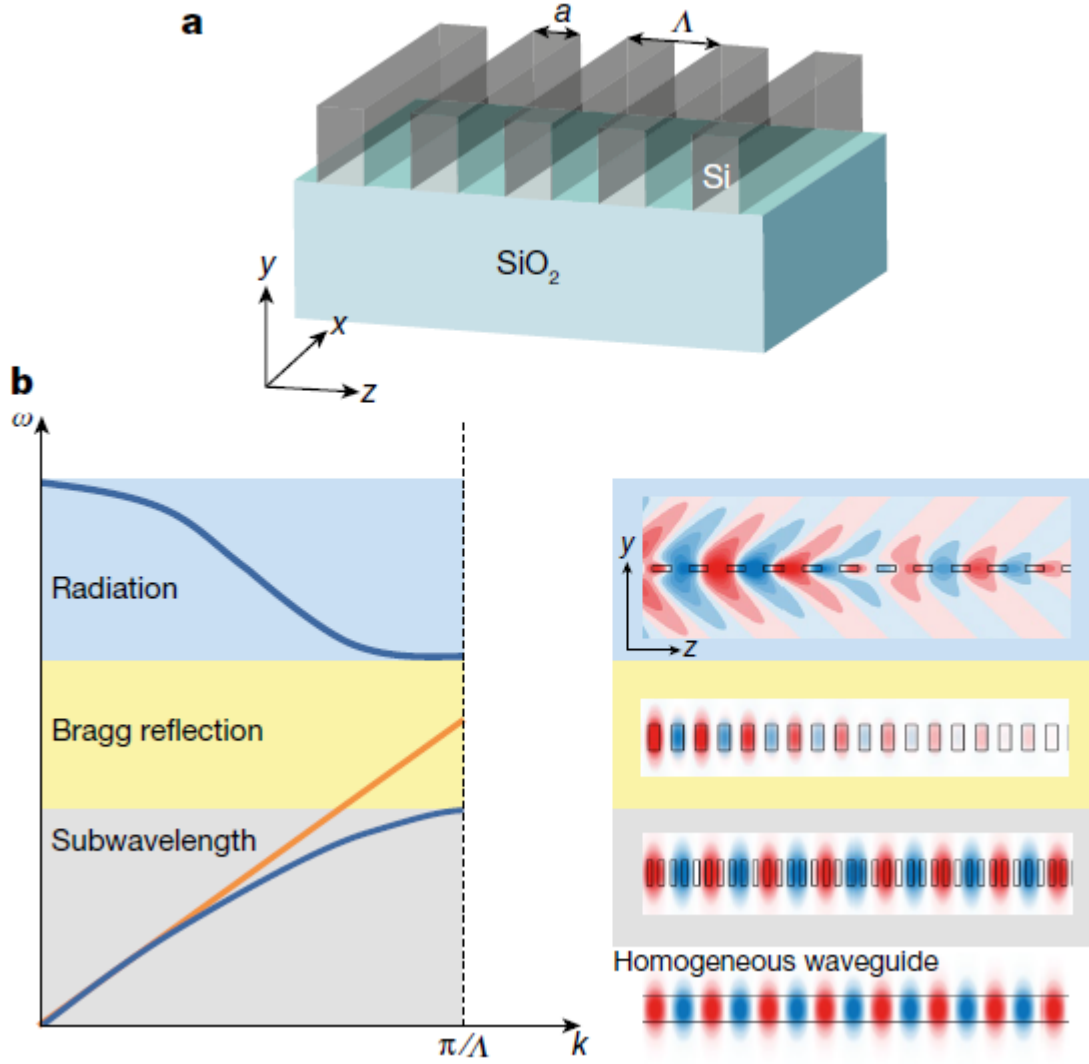 a
a
Λ
Si
SiO₂
y
x
z
b
ω
Radiation
y
z
Bragg reflection
Subwavelength
Homogeneous waveguide
π/Λ
k